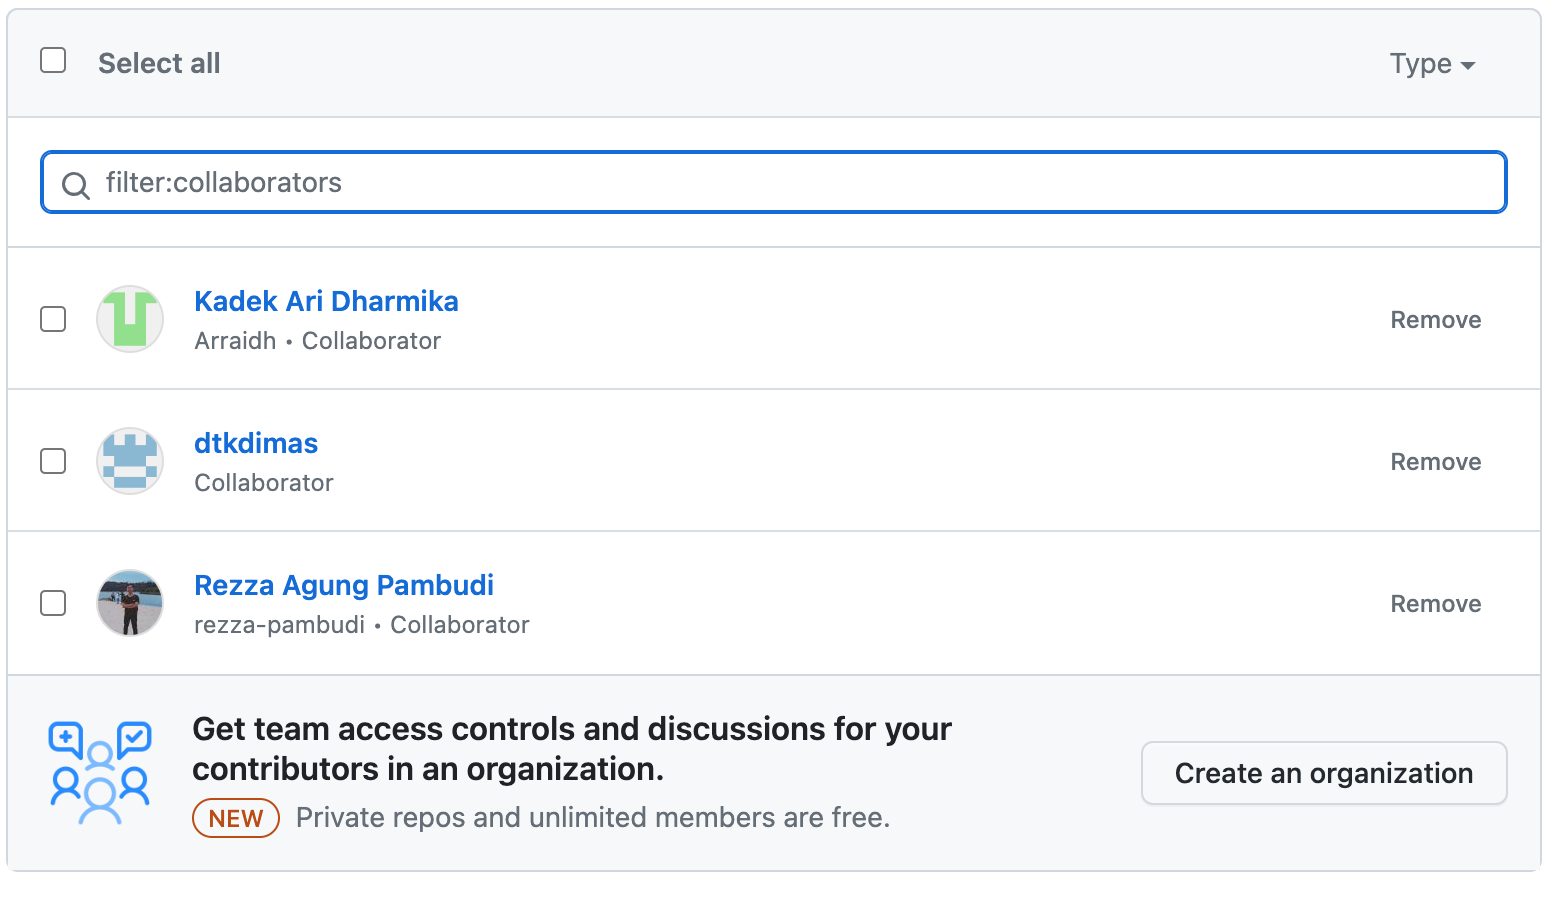 Select all
Type
filter:collaborators
Kadek Ari Dharmika
Arraidh • Collaborator
Remove
dtkdimas
Collaborator
Remove
Rezza Agung Pambudi
rezza-pambudi • Collaborator
Remove
Get team access controls and discussions for your
contributors in an organization.
NEW Private repos and unlimited members are free.
Create an organization